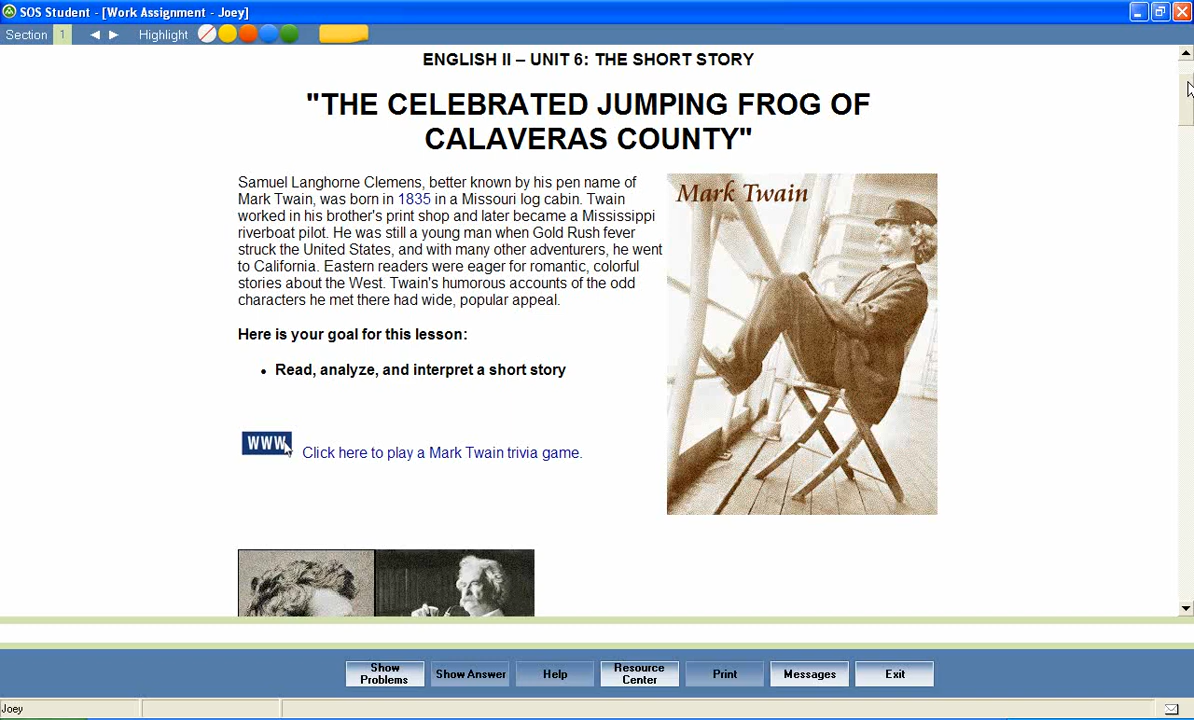 SOS Student - [Work Assignment - Joey]
Section 1 Highlight
ENGLISH II – UNIT 6: THE SHORT STORY
"THE CELEBRATED JUMPING FROG OF
CALAVERAS COUNTY"
Samuel Langhorne Clemens, better known by his pen name of
Mark Twain, was born in 1835 in a Missouri log cabin. Twain
worked in his brother's print shop and later became a Mississippi
riverboat pilot. He was still a young man when Gold Rush fever
struck the United States, and with many other adventurers, he went
to California. Eastern readers were eager for romantic, colorful
stories about the West. Twain's humorous accounts of the odd
characters he met there had wide, popular appeal.
Mark Twain
Here is your goal for this lesson:
• Read, analyze, and interpret a short story
WWW Click here to play a Mark Twain trivia game.
Show Problems Show Answer Help Resource Center Print Messages Exit
Joey